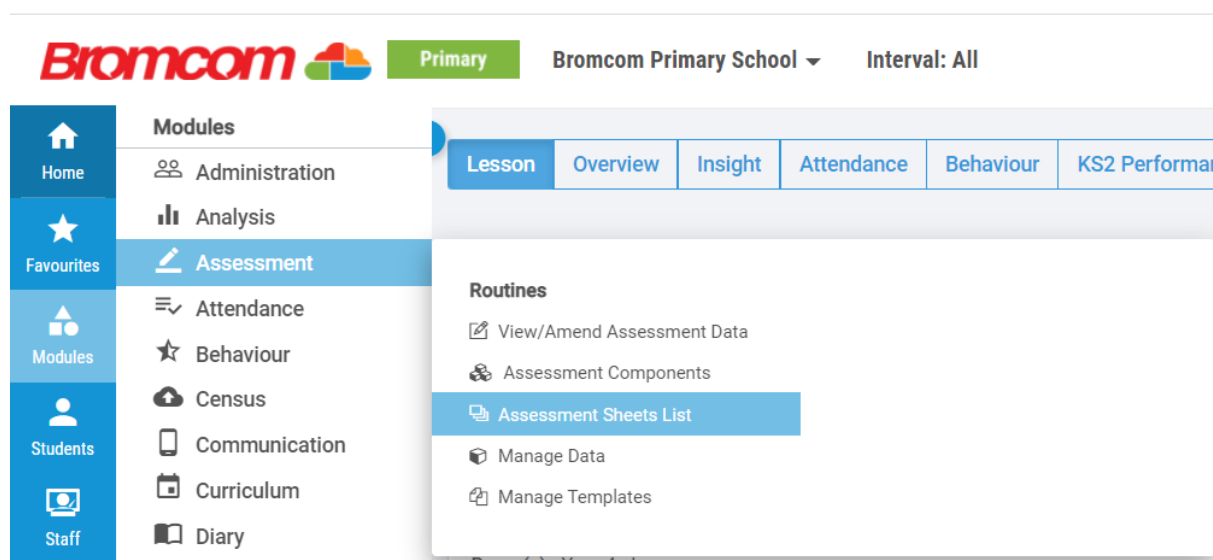 Bromcom Primary Bromcom Primary School Interval: All
Home
Favourites
Modules
Students
Staff
Modules
Administration
Analysis
Assessment
Attendance
Behaviour
Census
Communication
Curriculum
Diary
Lesson Overview Insight Attendance Behaviour KS2 Performa
Routines
View/Amend Assessment Data
Assessment Components
Assessment Sheets List
Manage Data
Manage Templates